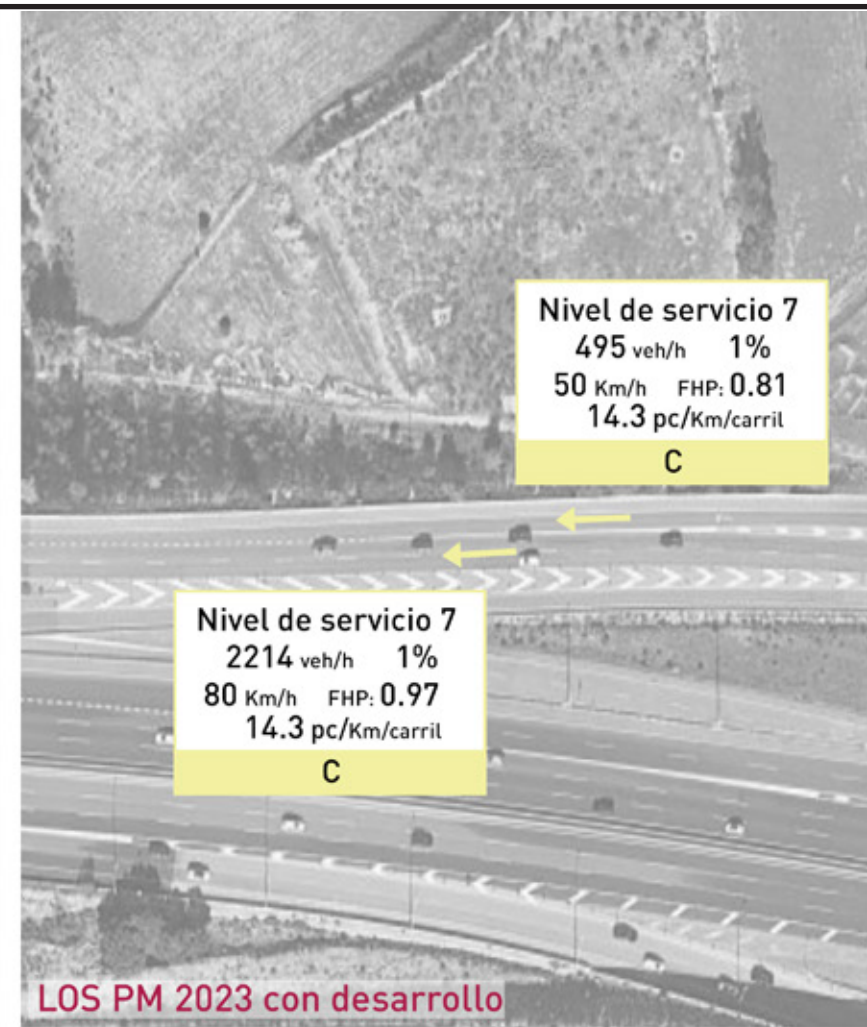 Nivel de servicio 7
495 veh/h 1%
50 Km/h FHP: 0.81
14.3 pc/Km/carril
C
Nivel de servicio 7
2214 veh/h 1%
80 Km/h FHP: 0.97
14.3 pc/Km/carril
C
LOS PM 2023 con desarrollo